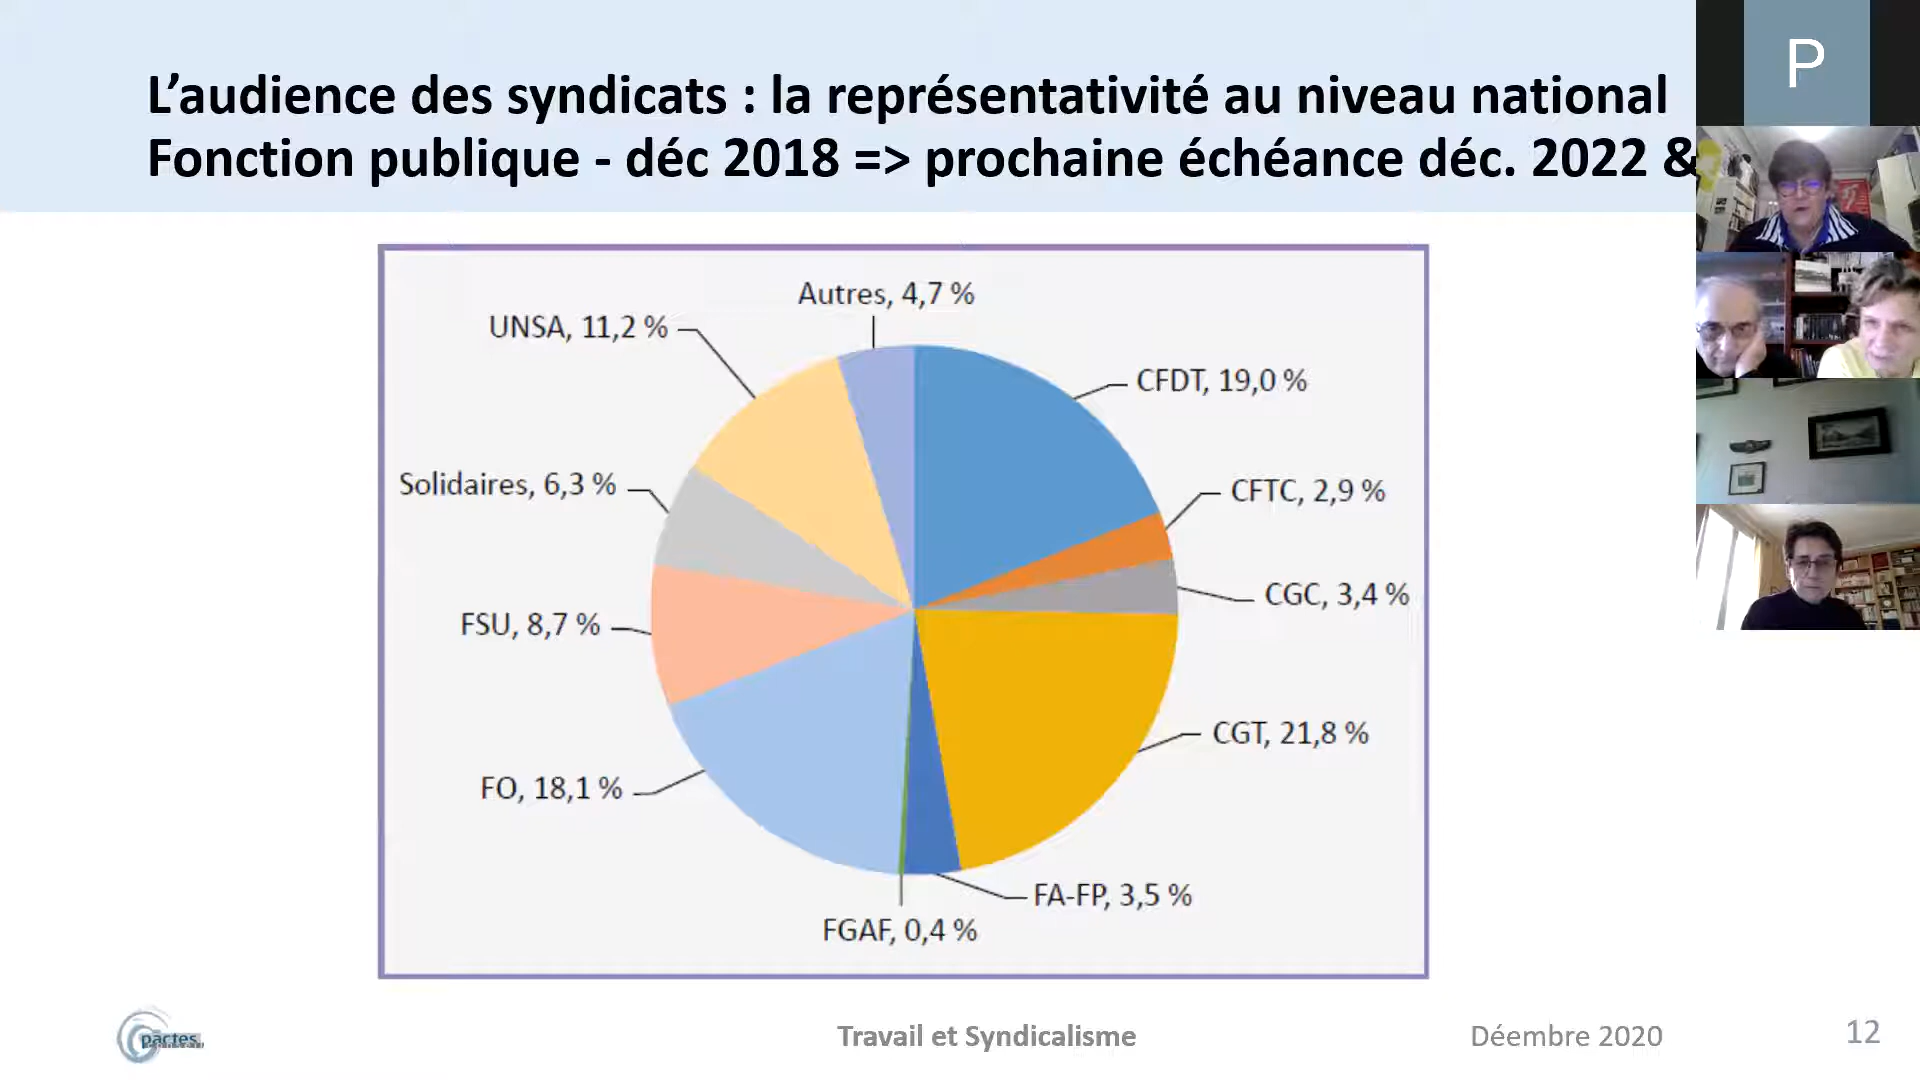 L’audience des syndicats : la représentativité au niveau national
Fonction publique - déc 2018 => prochaine échéance déc. 2022 &
P
Autres, 4,7 %
UNSA, 11,2 %
CFDT, 19,0 %
Solidaires, 6,3 %
CFTC, 2,9 %
CGC, 3,4 %
FSU, 8,7 %
CGT, 21,8 %
FO, 18,1 %
FA-FP, 3,5 %
FGAF, 0,4 %
pactes
Travail et Syndicalisme
Déembre 2020
12